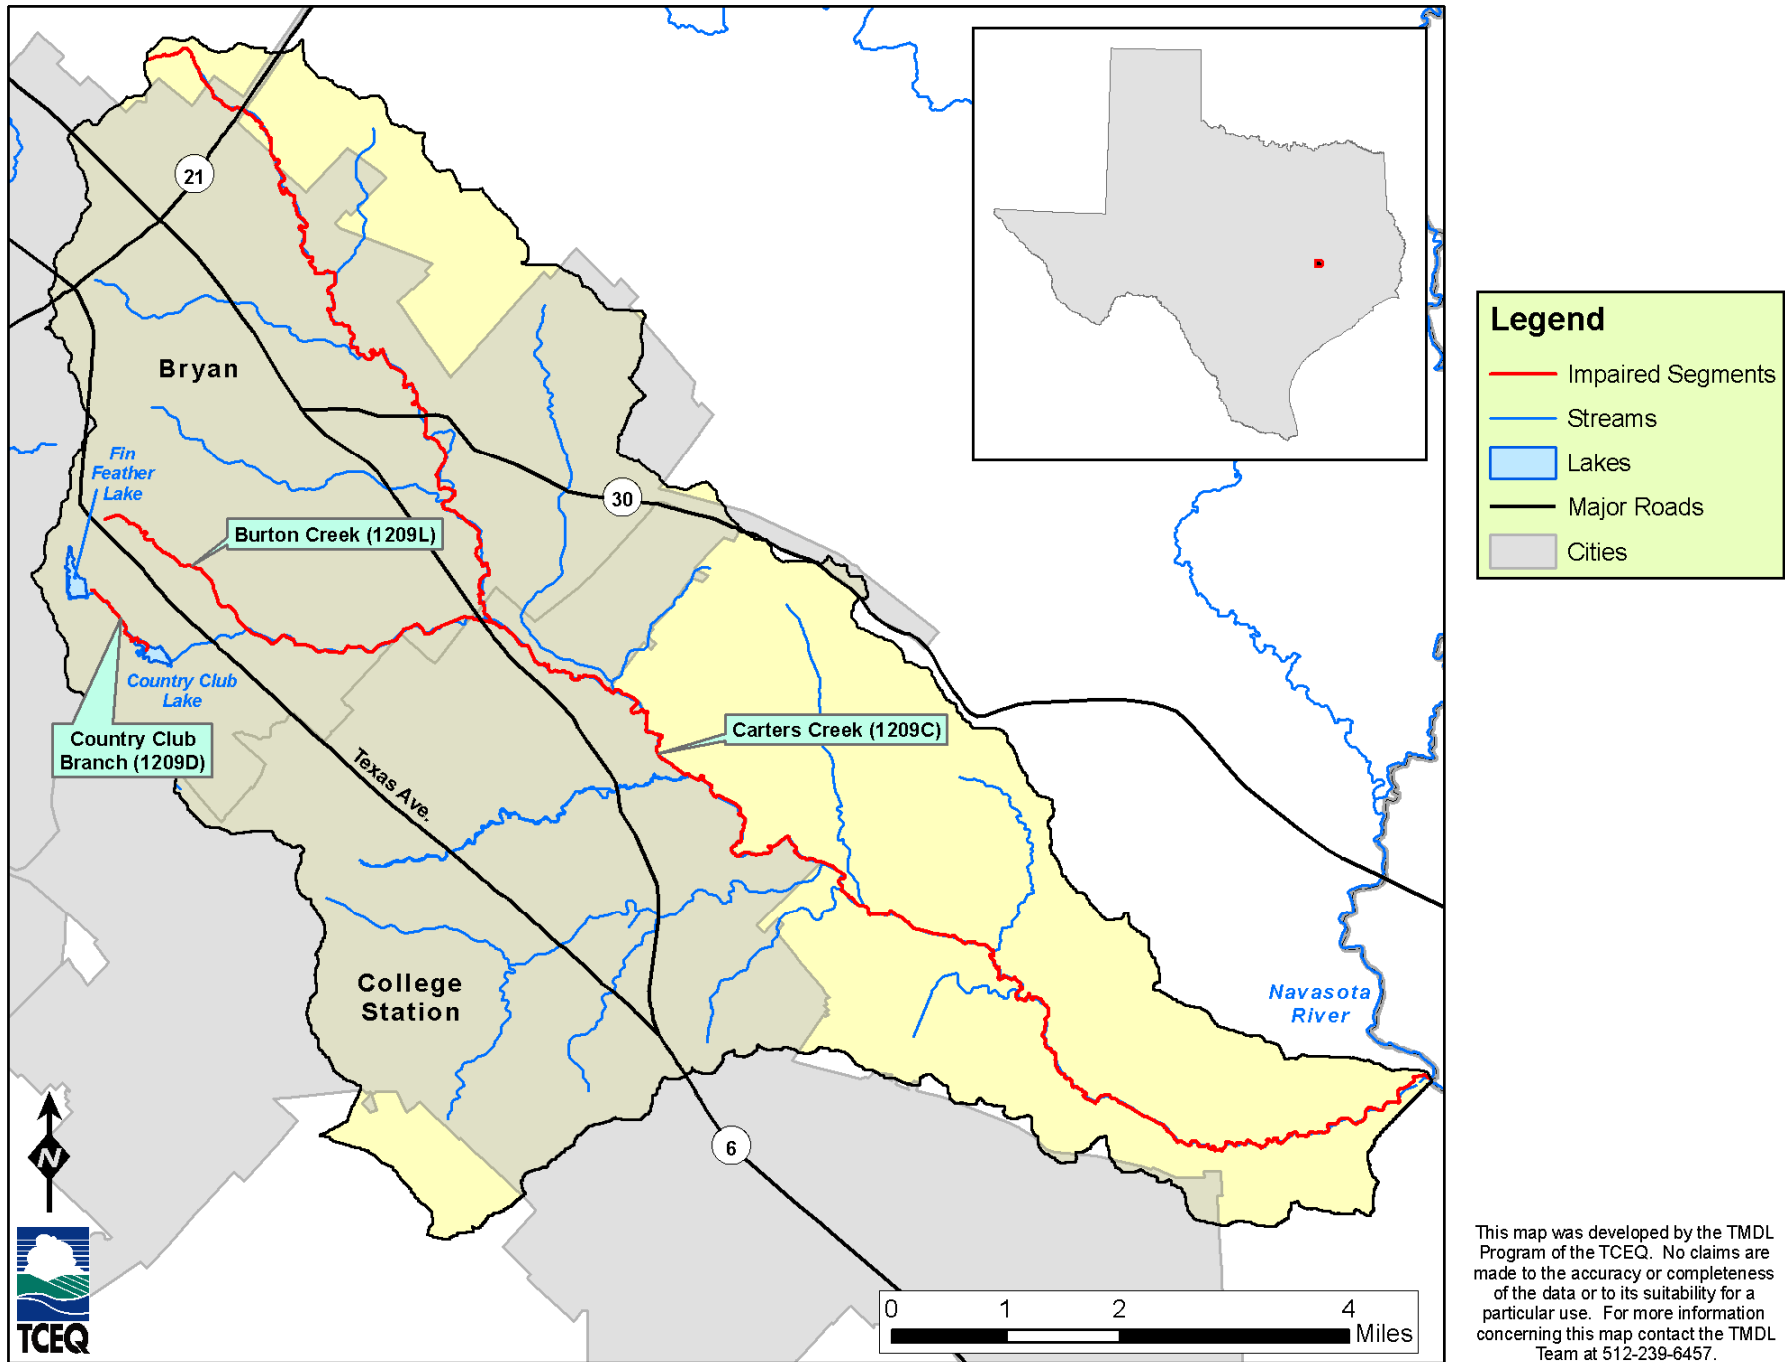 21
Bryan
Fin
Feather
Lake
30
Burton Creek (1209L)
Country Club
Lake
Country Club
Branch (1209D)
Carters Creek (1209C)
Texas Ave.
College
Station
Navasota
River
6
N
TCEQ
0 1 2 4
Miles
Legend
Impaired Segments
Streams
Lakes
Major Roads
Cities
This map was developed by the TMDL
Program of the TCEQ. No claims are
made to the accuracy or completeness
of the data or to its suitability for a
particular use. For more information
concerning this map contact the TMDL
Team at 512-239-6457.